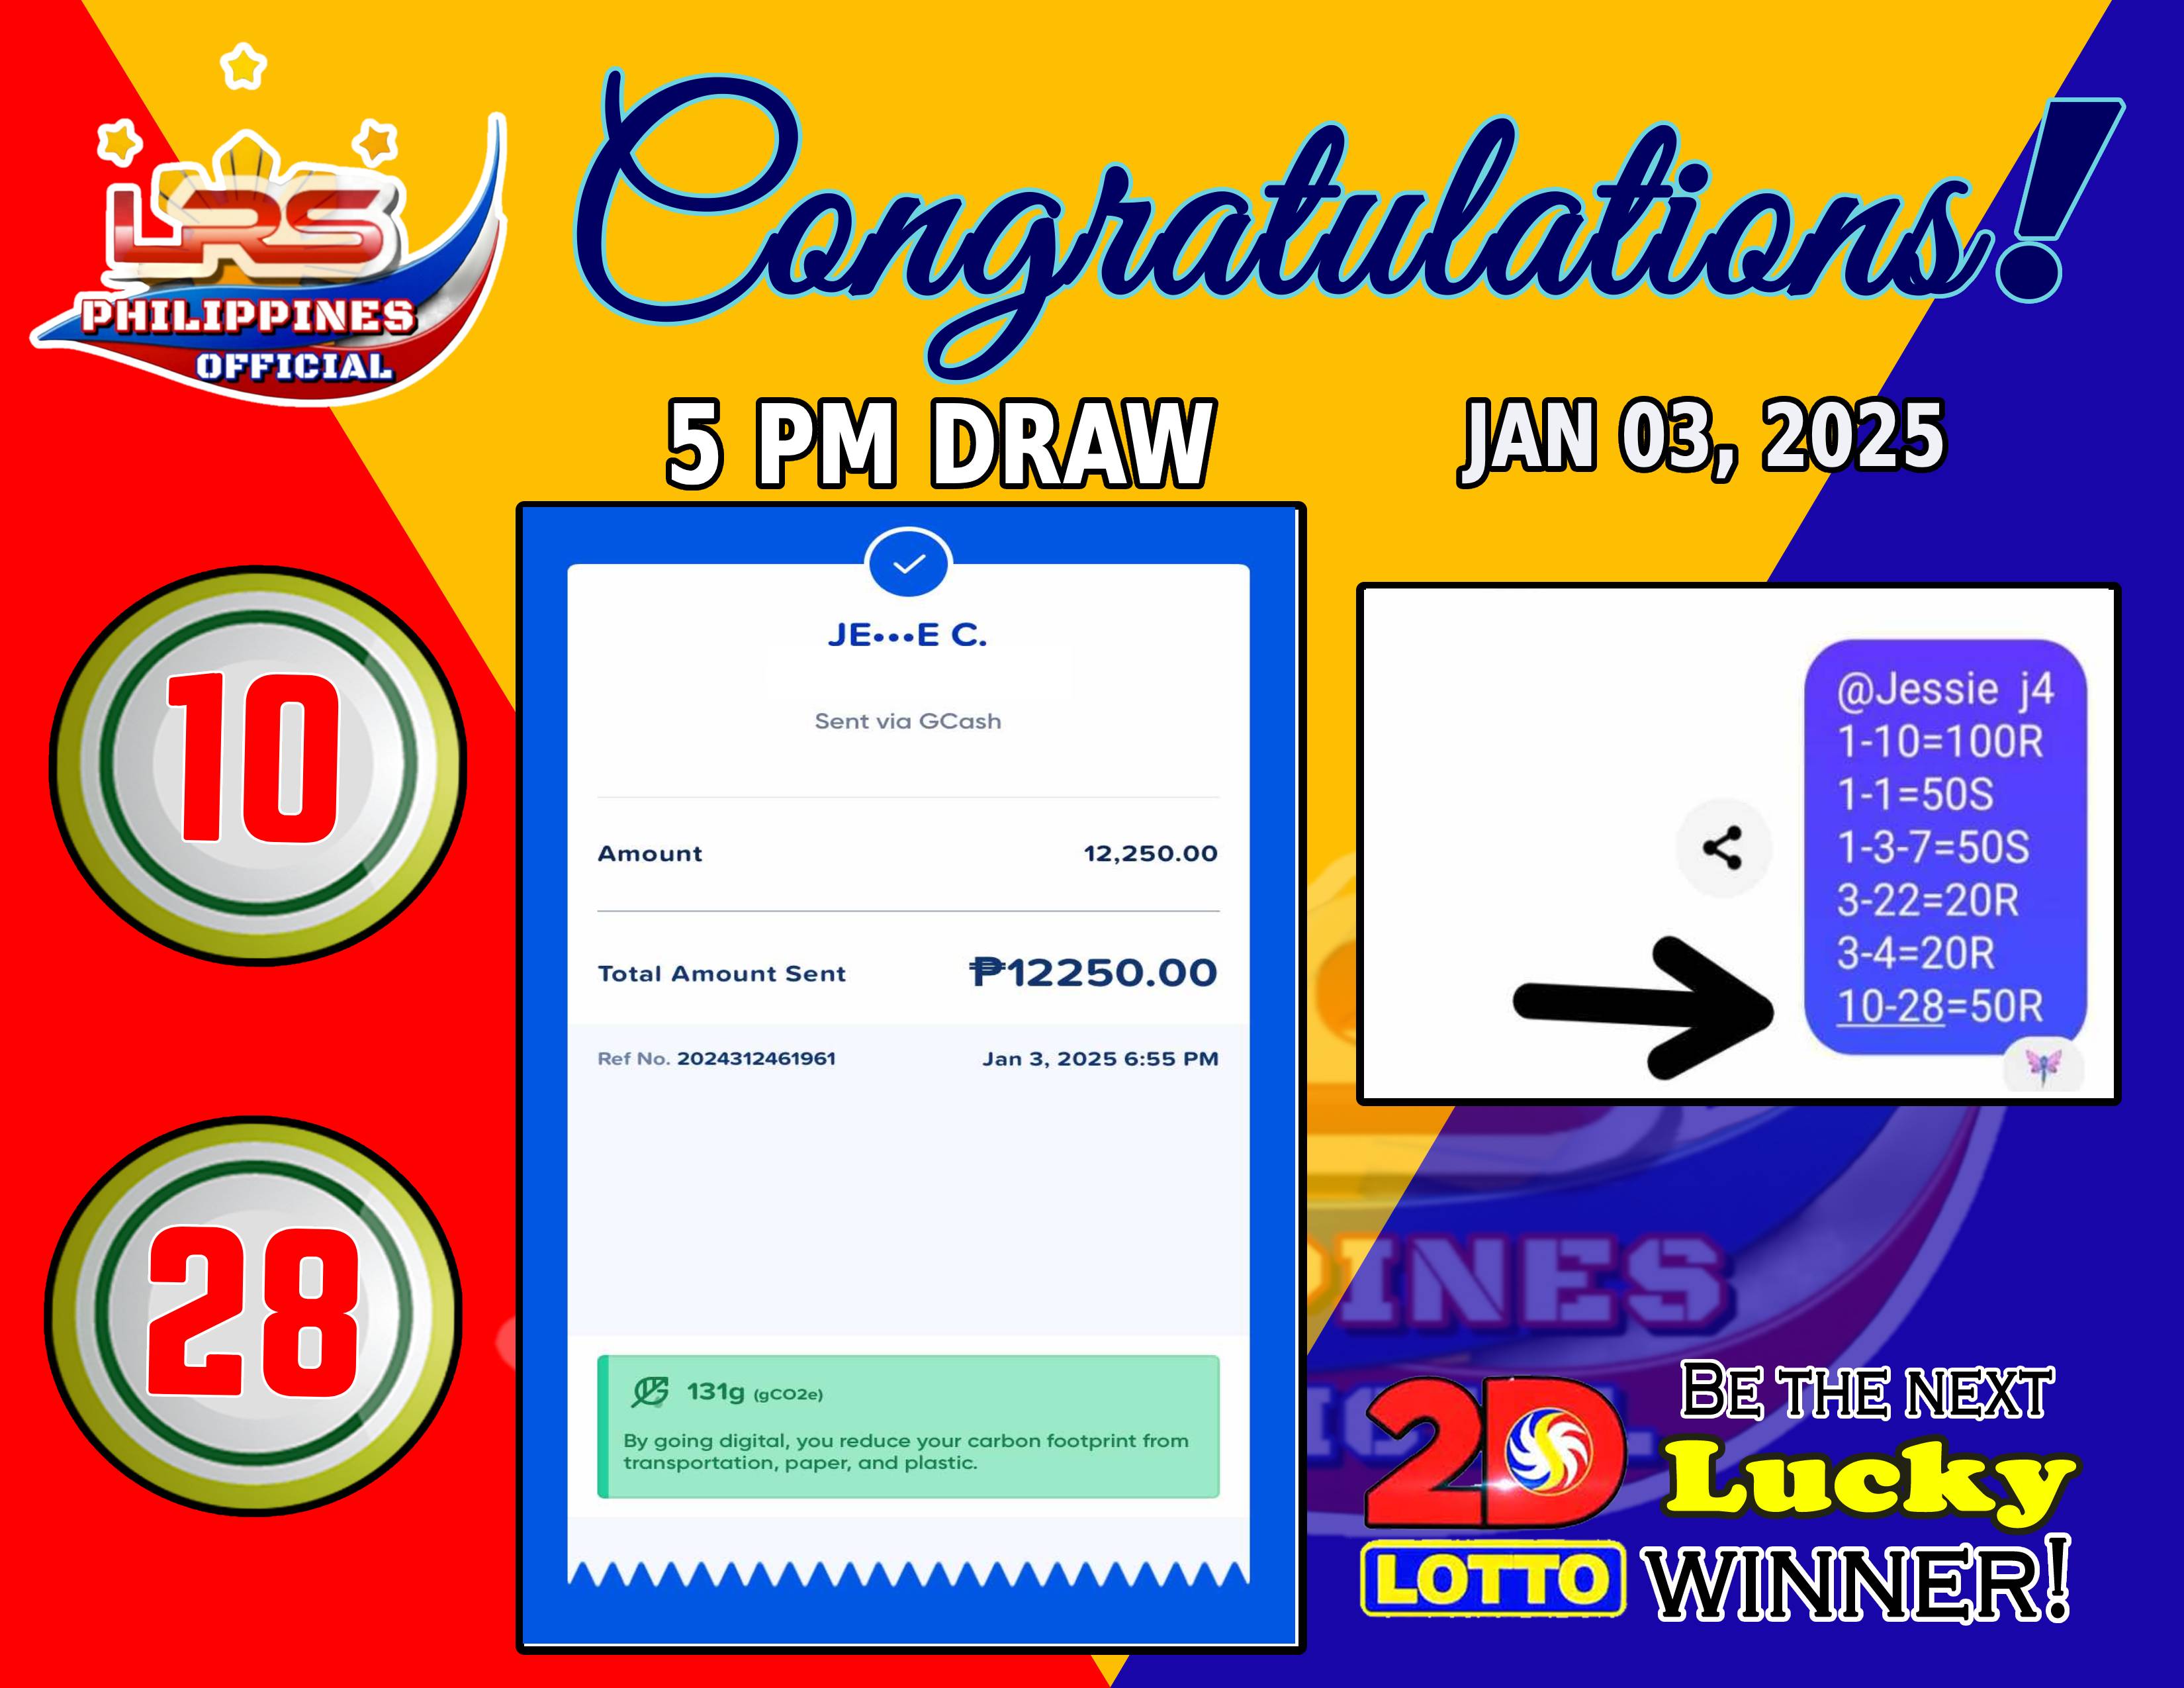 LRS
PHILIPPINES
OFFICIAL
Congratulations!
5 PM DRAW
JAN 03, 2025
10
28
JE•••E C.
Sent via GCash
Amount 12,250.00
Total Amount Sent ₱12250.00
Ref No. 2024312461961 Jan 3, 2025 6:55 PM
131g (gCO2e)
By going digital, you reduce your carbon footprint from
transportation, paper, and plastic.
@Jessie j4
1-10=100R
1-1=50S
1-3-7=50S
3-22=20R
3-4=20R
10-28=50R
PINES
2D
LOTTO
BE THE NEXT
Lucky
WINNER!